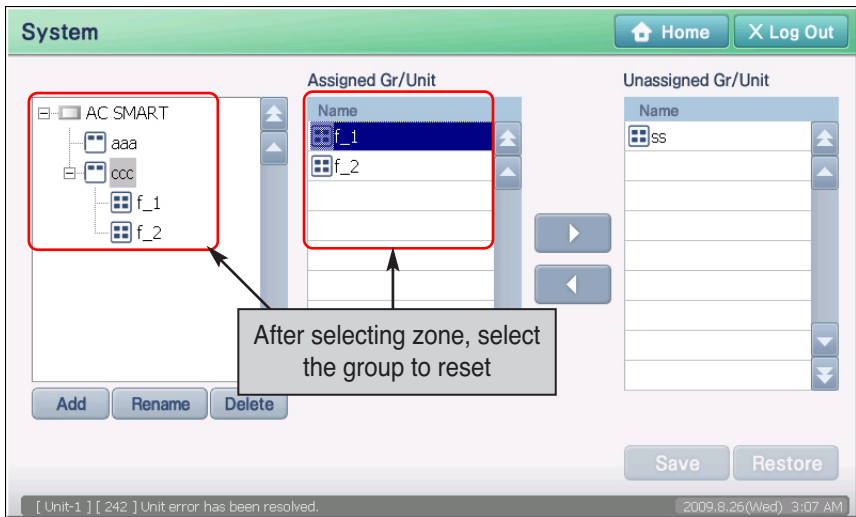 System
Home
X Log Out
Assigned Gr/Unit
Unassigned Gr/Unit
AC SMART
aaa
ccc
f_1
f_2
Name
f_1
f_2
Name
ss
After selecting zone, select
the group to reset
Add
Rename
Delete
Save
Restore
[ Unit-1 ] [ 242 ] Unit error has been resolved.
2009.8.26(Wed) 3:07 AM